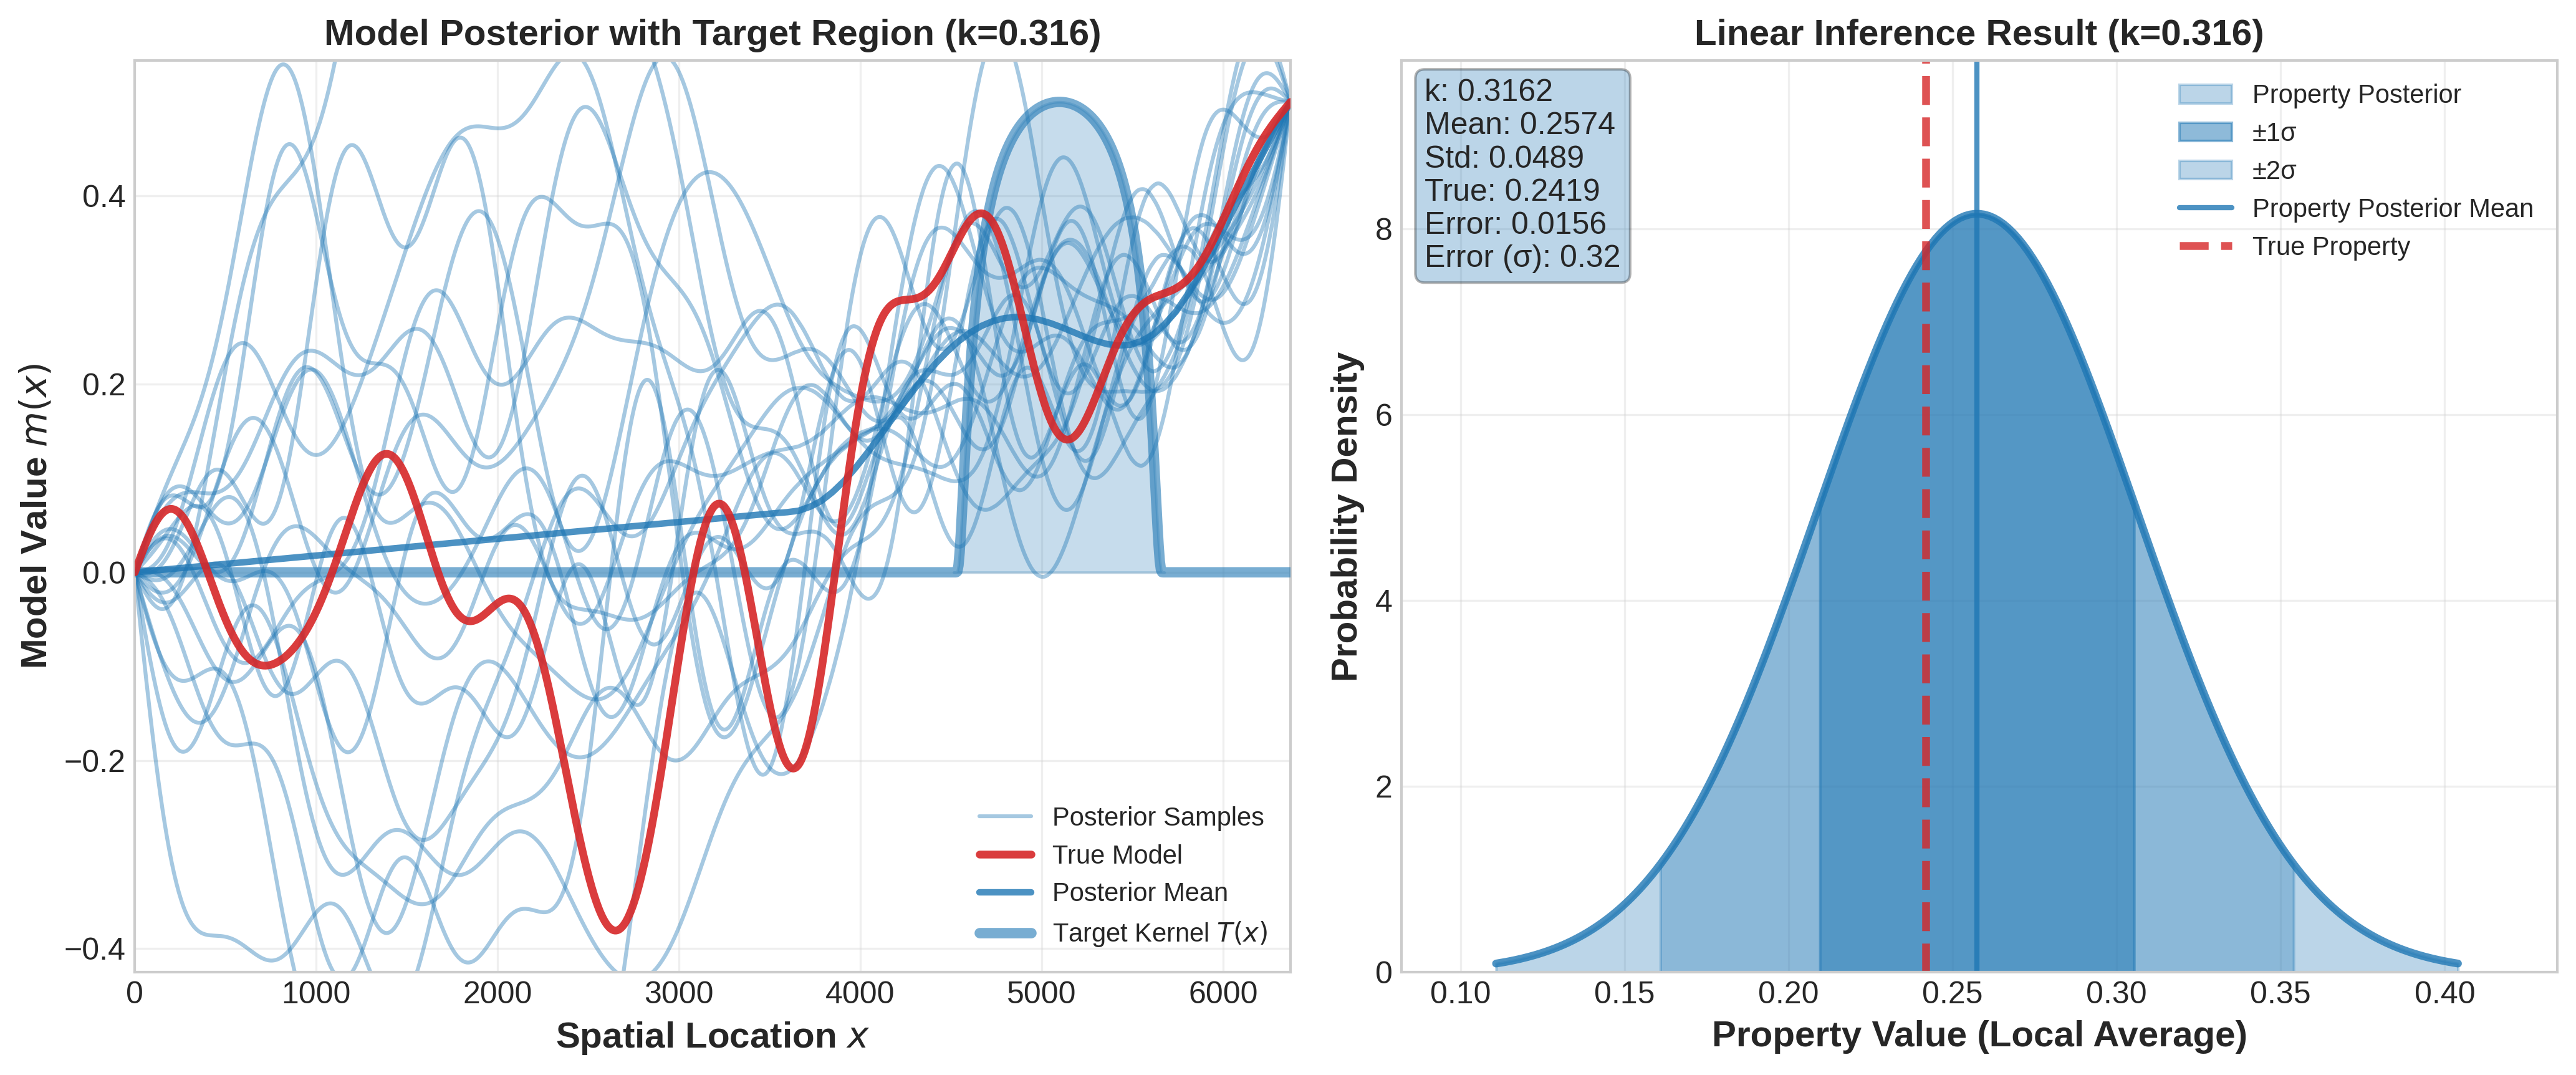 Model Posterior with Target Region (k=0.316)
Model Value m(x)
0.4
0.2
0.0
−0.2
−0.4
0
1000
2000
3000
4000
5000
6000
Spatial Location x
Posterior Samples
True Model
Posterior Mean
Target Kernel T(x)
Linear Inference Result (k=0.316)
k: 0.3162
Mean: 0.2574
Std: 0.0489
True: 0.2419
Error: 0.0156
Error (σ): 0.32
Property Posterior
±1σ
±2σ
Property Posterior Mean
True Property
Probability Density
8
6
4
2
0
0.10
0.15
0.20
0.25
0.30
0.35
0.40
Property Value (Local Average)